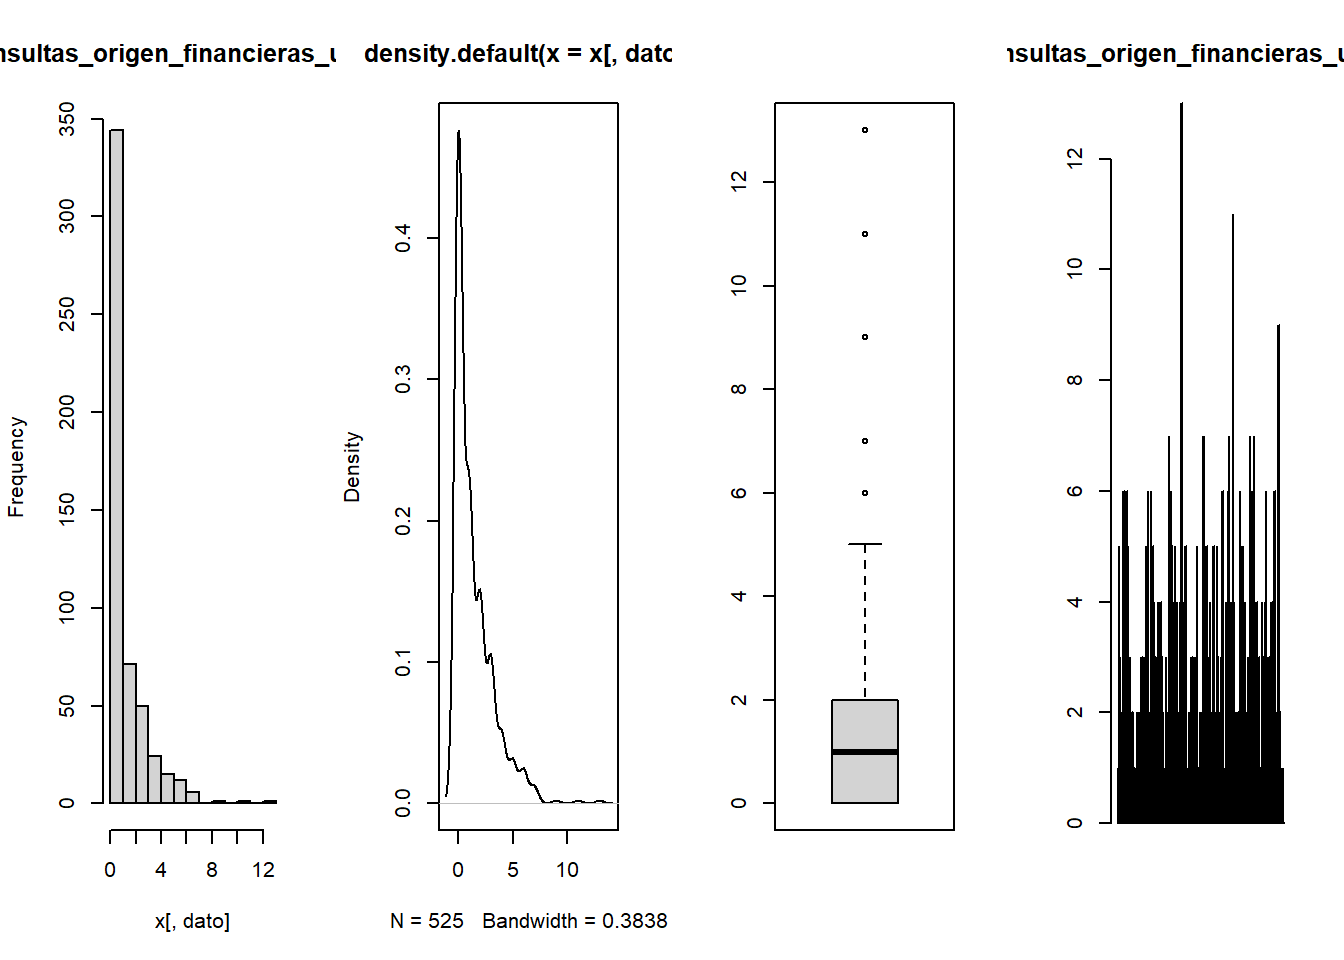 nsultas_origen_financieras_u
Frequency
0 50 100 150 200 250 300 350
0 4 8 12
x[, dato]
density.default(x = x[, dato
Density
0.0 0.1 0.2 0.3 0.4
0 5 10
N = 525 Bandwidth = 0.3838
0 2 4 6 8 10 12
nsultas_origen_financieras_u
0 2 4 6 8 10 12